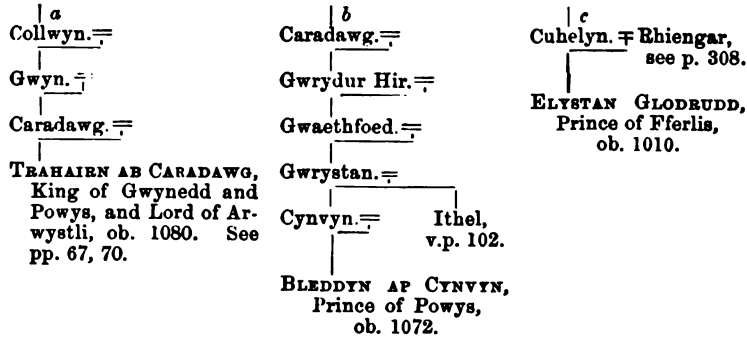 a
Collwyn.=
Gwyn.=
Caradawg.=
TRAHAIRN AB CARADAWG,
King of Gwynedd and
Powys, and Lord of Ar-
wystli, ob. 1080. See
pp. 67, 70.
b
Caradawg.=
Gwrydur Hir.=
Gwaethfoed.=
Gwrystan.=
Cynvyn.=
Ithel,
v.p. 102.
BLEDDYN AP CYNVYN,
Prince of Powys,
ob. 1072.
c
Cuhelyn.=Rhiengar,
see p. 308.
ELYSTAN GLODRUDD,
Prince of Fferlis,
ob. 1010.